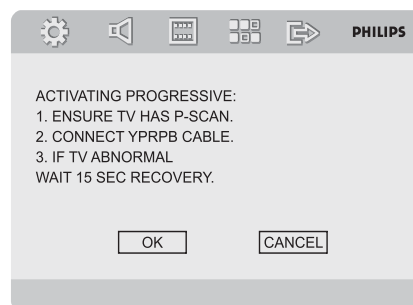 PHILIPS
ACTIVATING PROGRESSIVE:
1. ENSURE TV HAS P-SCAN.
2. CONNECT YPRPB CABLE.
3. IF TV ABNORMAL
WAIT 15 SEC RECOVERY.
OK CANCEL